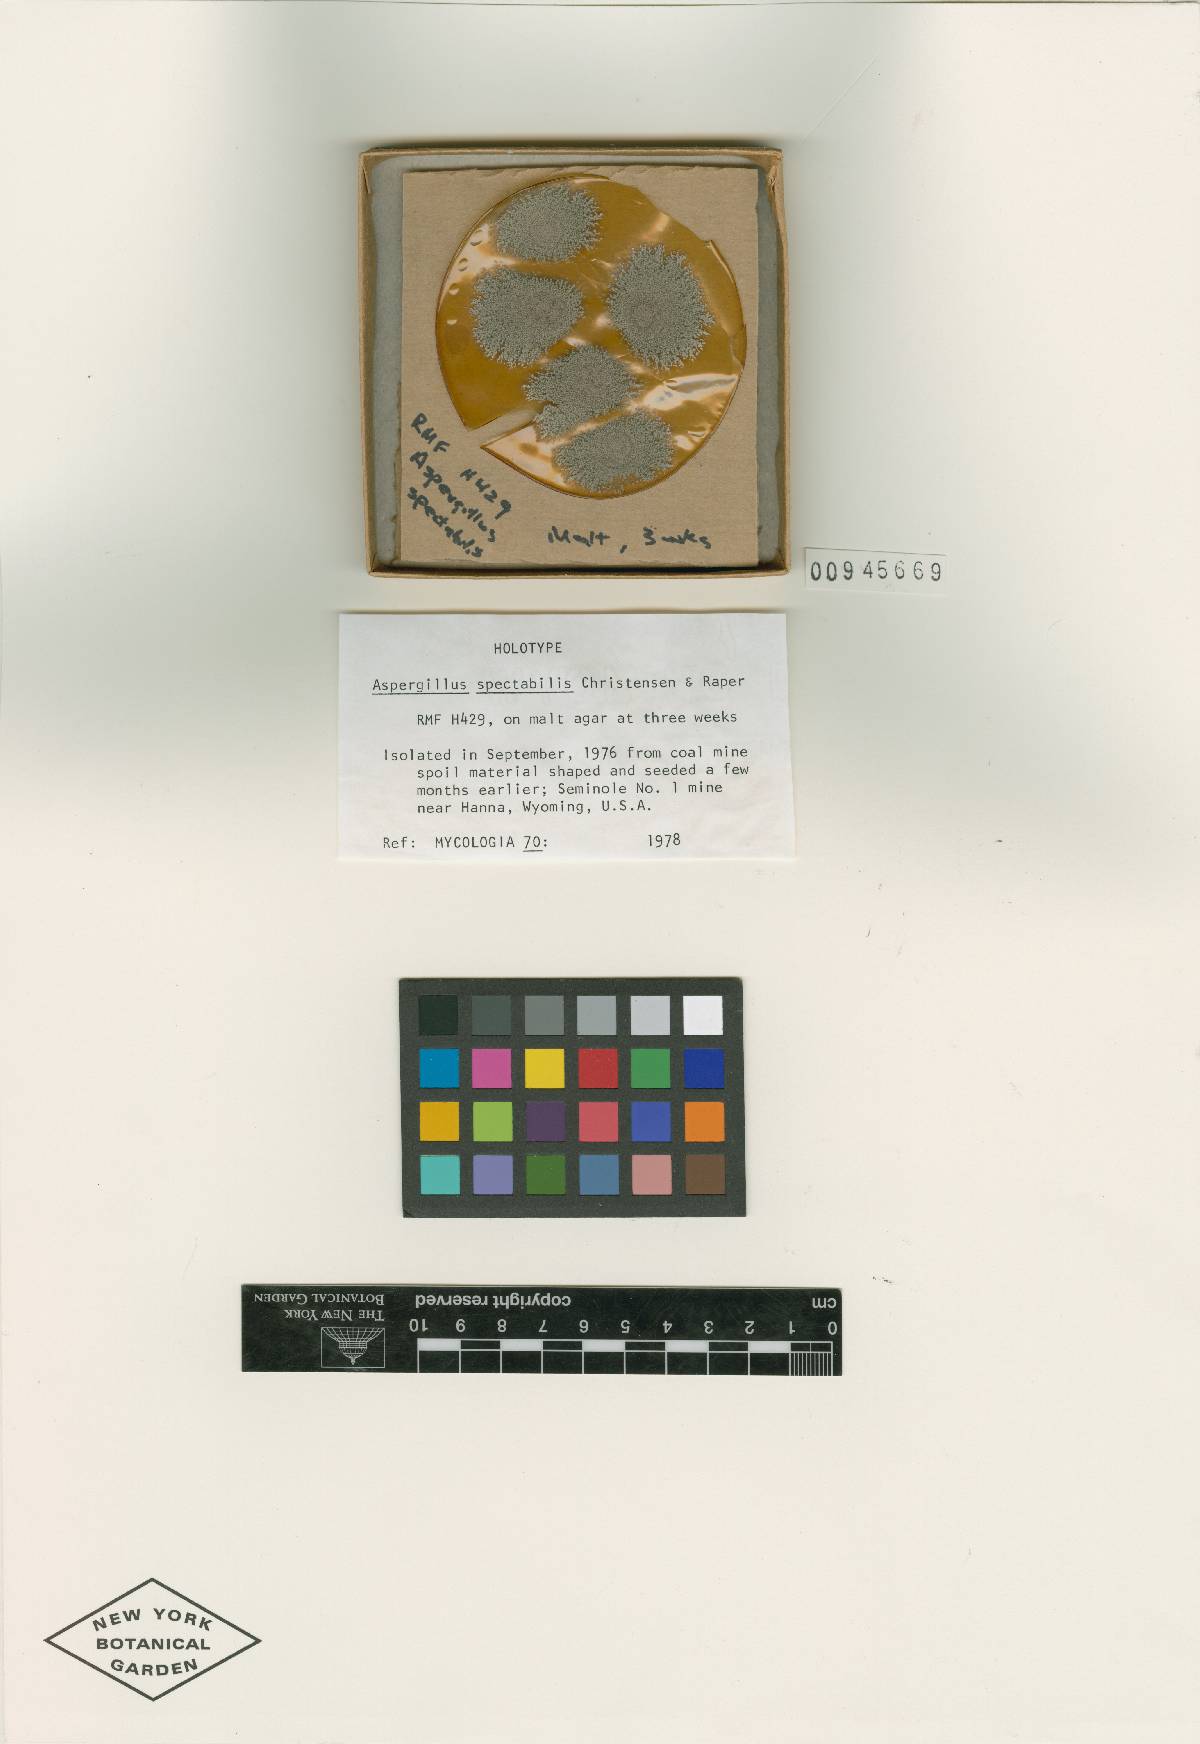 RMF H429
Aspergillus
spectabilis
Malt, 3 wks
00945669
HOLOTYPE
Aspergillus spectabilis Christensen & Raper
RMF H429, on malt agar at three weeks
Isolated in September, 1976 from coal mine
spoil material shaped and seeded a few
months earlier; Seminole No. 1 mine
near Hanna, Wyoming, U.S.A.
Ref: MYCOLOGIA 70: 1978
cm
copyright reserved
THE NEW YORK
BOTANICAL GARDEN
0 1 2 3 4 5 6 7 8 9 10
NEW YORK
BOTANICAL
GARDEN